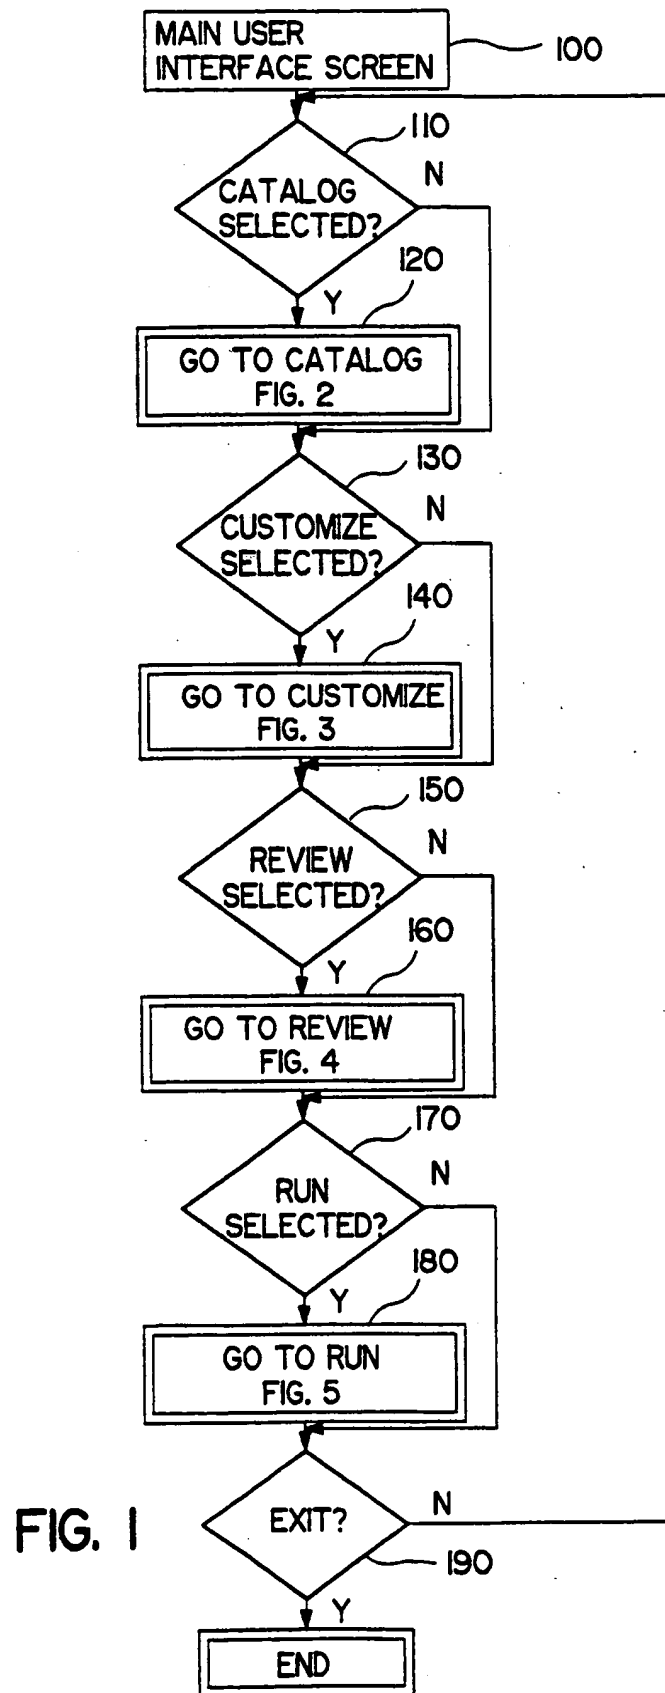 MAIN USER
INTERFACE SCREEN
100
110
CATALOG
SELECTED?
N
Y
120
GO TO CATALOG
FIG. 2
130
CUSTOMIZE
SELECTED?
N
Y
140
GO TO CUSTOMIZE
FIG. 3
150
REVIEW
SELECTED?
N
Y
160
GO TO REVIEW
FIG. 4
170
RUN
SELECTED?
N
Y
180
GO TO RUN
FIG. 5
EXIT?
N
190
Y
END
FIG. 1